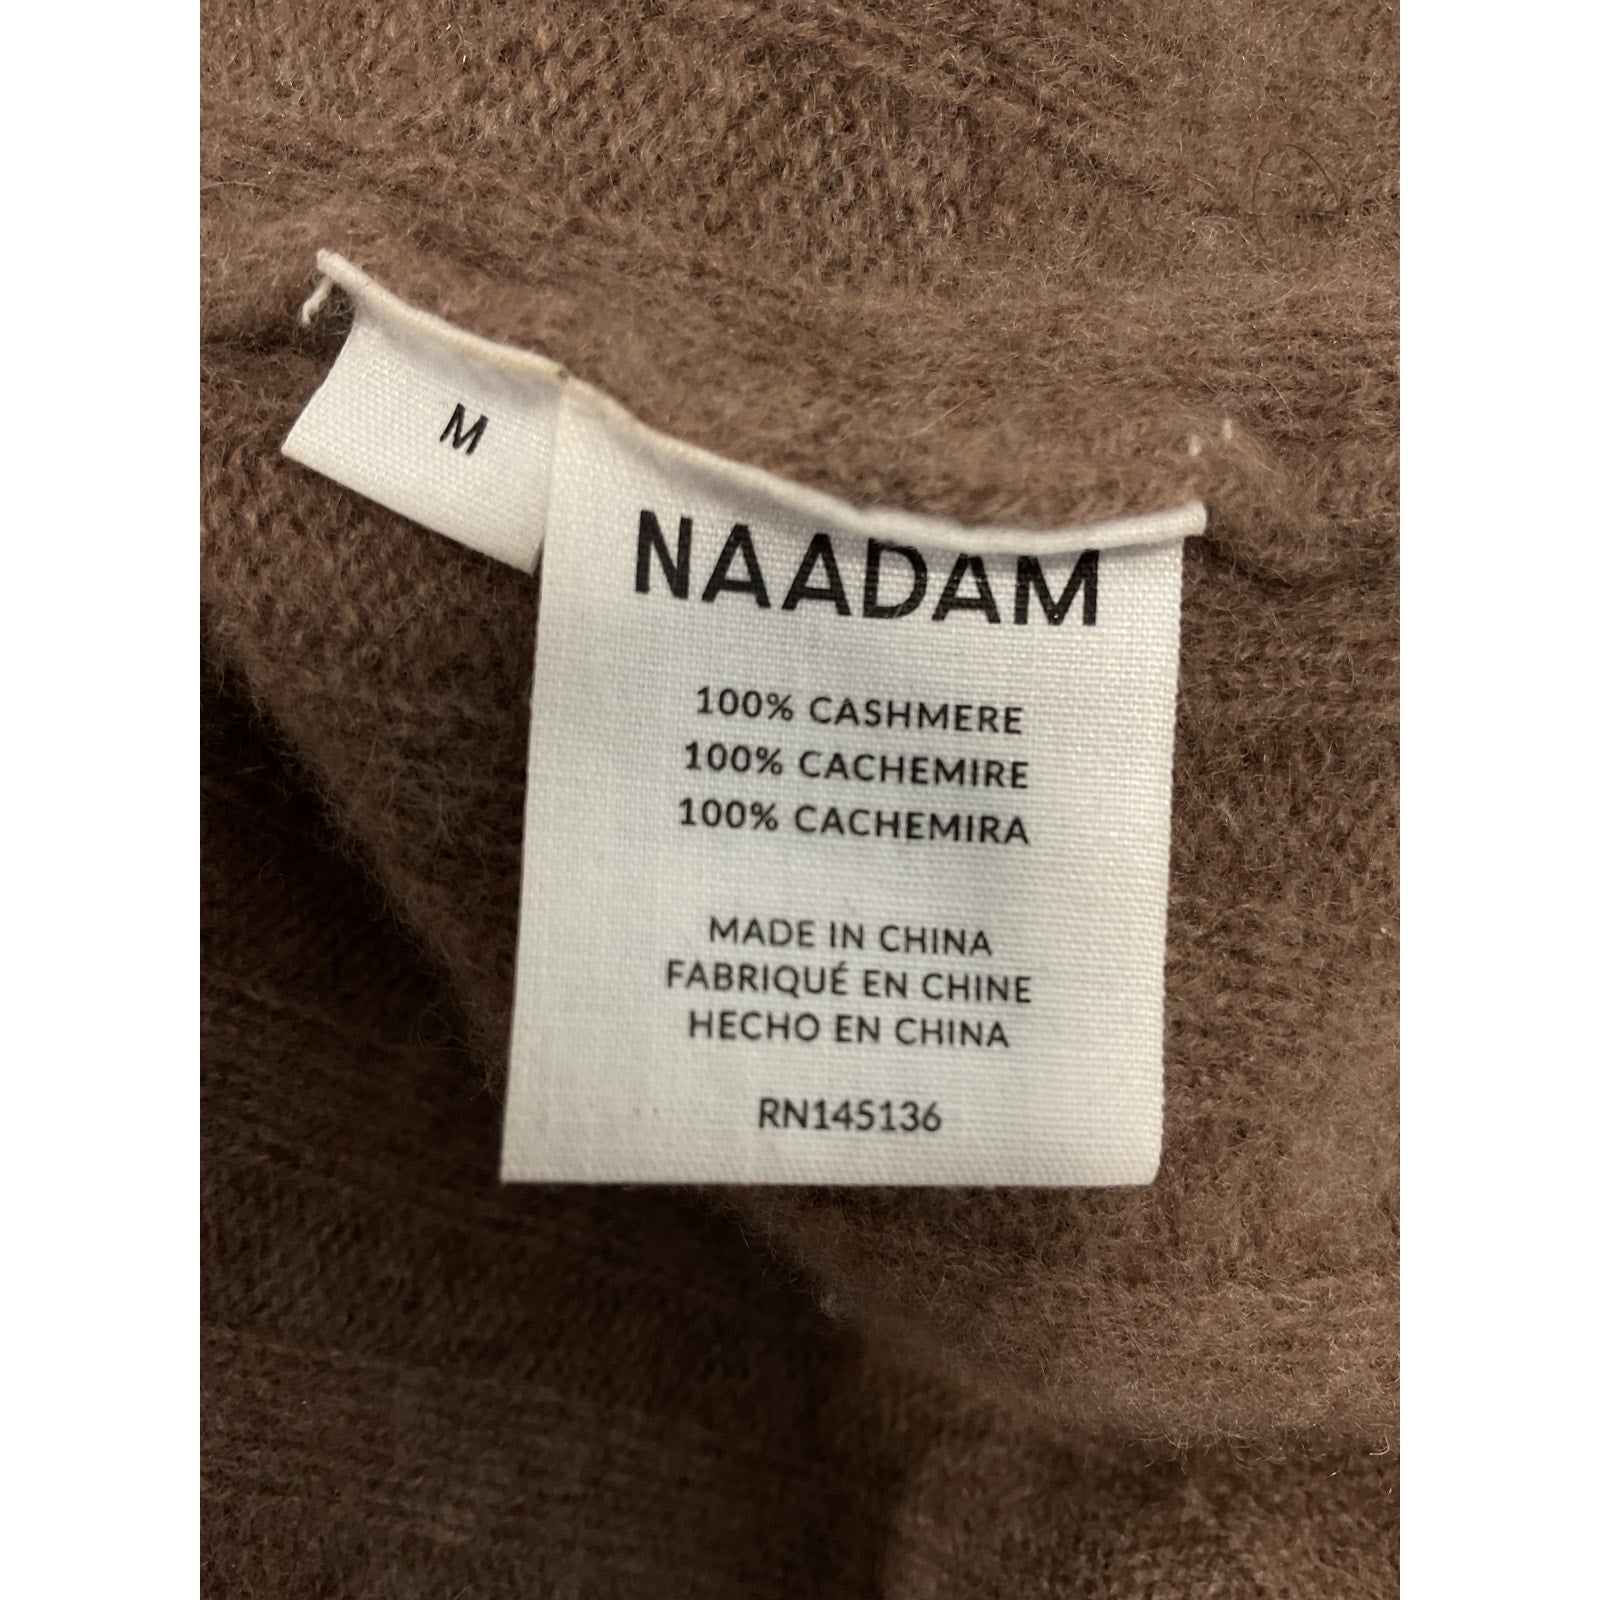 M
NAADAM
100% CASHMERE
100% CACHEMIRE
100% CACHEMIRA
MADE IN CHINA
FABRIQUÉ EN CHINE
HECHO EN CHINA
RN145136